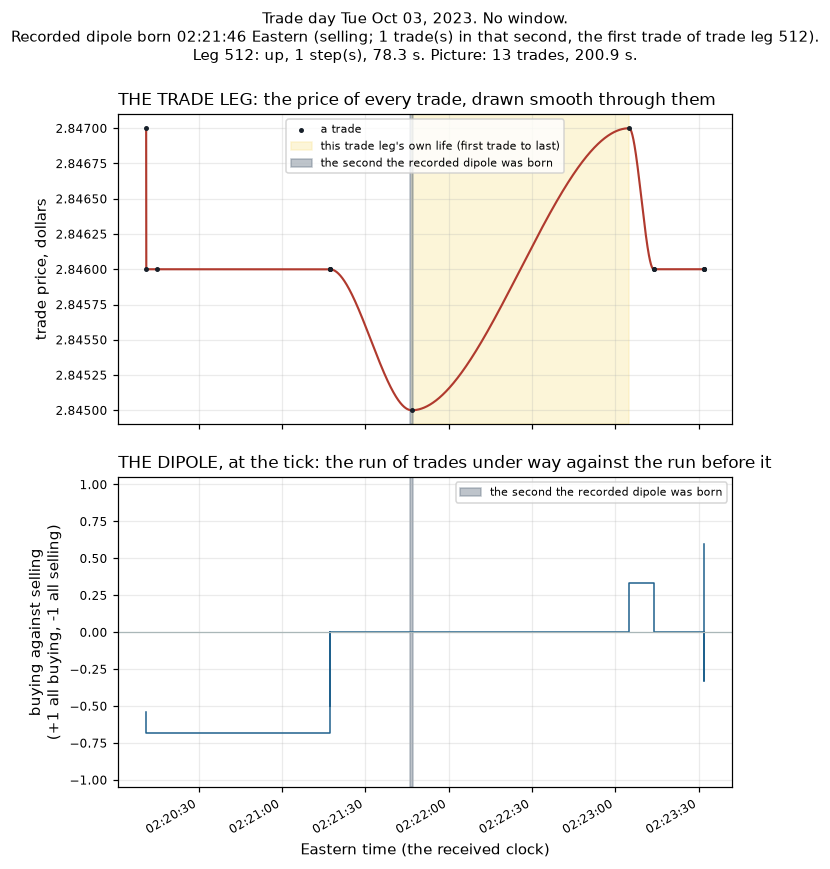 Trade day Tue Oct 03, 2023. No window.
Recorded dipole born 02:21:46 Eastern (selling; 1 trade(s) in that second, the first trade of trade leg 512).
Leg 512: up, 1 step(s), 78.3 s. Picture: 13 trades, 200.9 s.
THE TRADE LEG: the price of every trade, drawn smooth through them
a trade
this trade leg's own life (first trade to last)
the second the recorded dipole was born
trade price, dollars
2.84700
2.84675
2.84650
2.84625
2.84600
2.84575
2.84550
2.84525
2.84500
THE DIPOLE, at the tick: the run of trades under way against the run before it
the second the recorded dipole was born
buying against selling
(+1 all buying, -1 all selling)
1.00
0.75
0.50
0.25
0.00
−0.25
−0.50
−0.75
−1.00
02:20:30
02:21:00
02:21:30
02:22:00
02:22:30
02:23:00
02:23:30
Eastern time (the received clock)